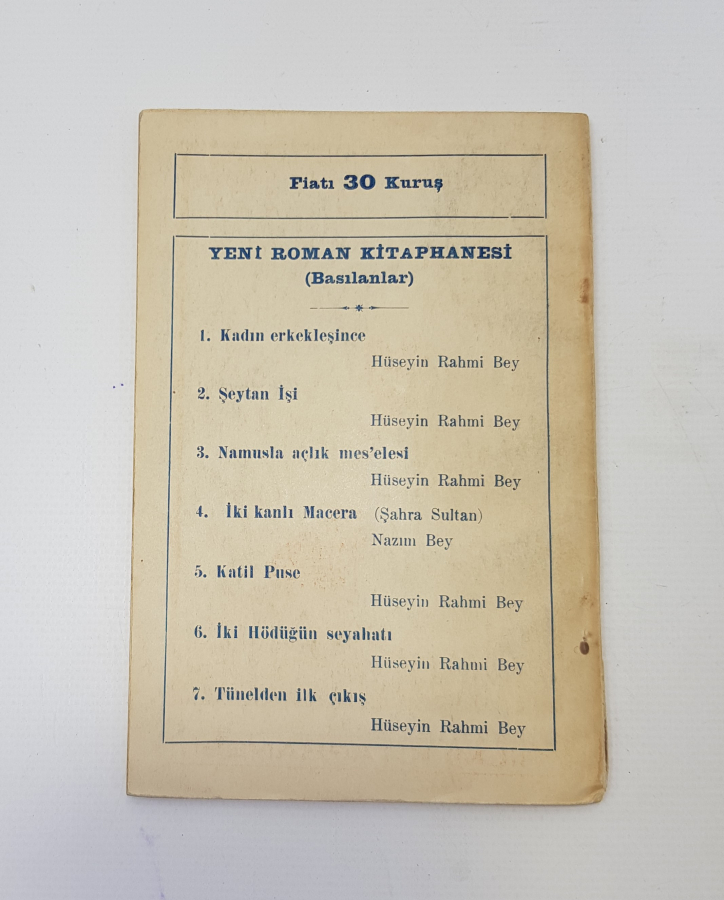 Fiatı 30 Kuruş
YENİ ROMAN KİTAPHANESİ
(Basılanlar)
1. Kadın erkekleşince
Hüseyin Rahmi Bey
2. Şeytan İşi
Hüseyin Rahmi Bey
3. Namusla açlık mes'elesi
Hüseyin Rahmi Bey
4. İki kanlı Macera (Şahra Sultan)
Nazım Bey
5. Katil Puse
Hüseyin Rahmi Bey
6. İki Hödüğün seyahatı
Hüseyin Rahmi Bey
7. Tünelden ilk çıkış
Hüseyin Rahmi Bey